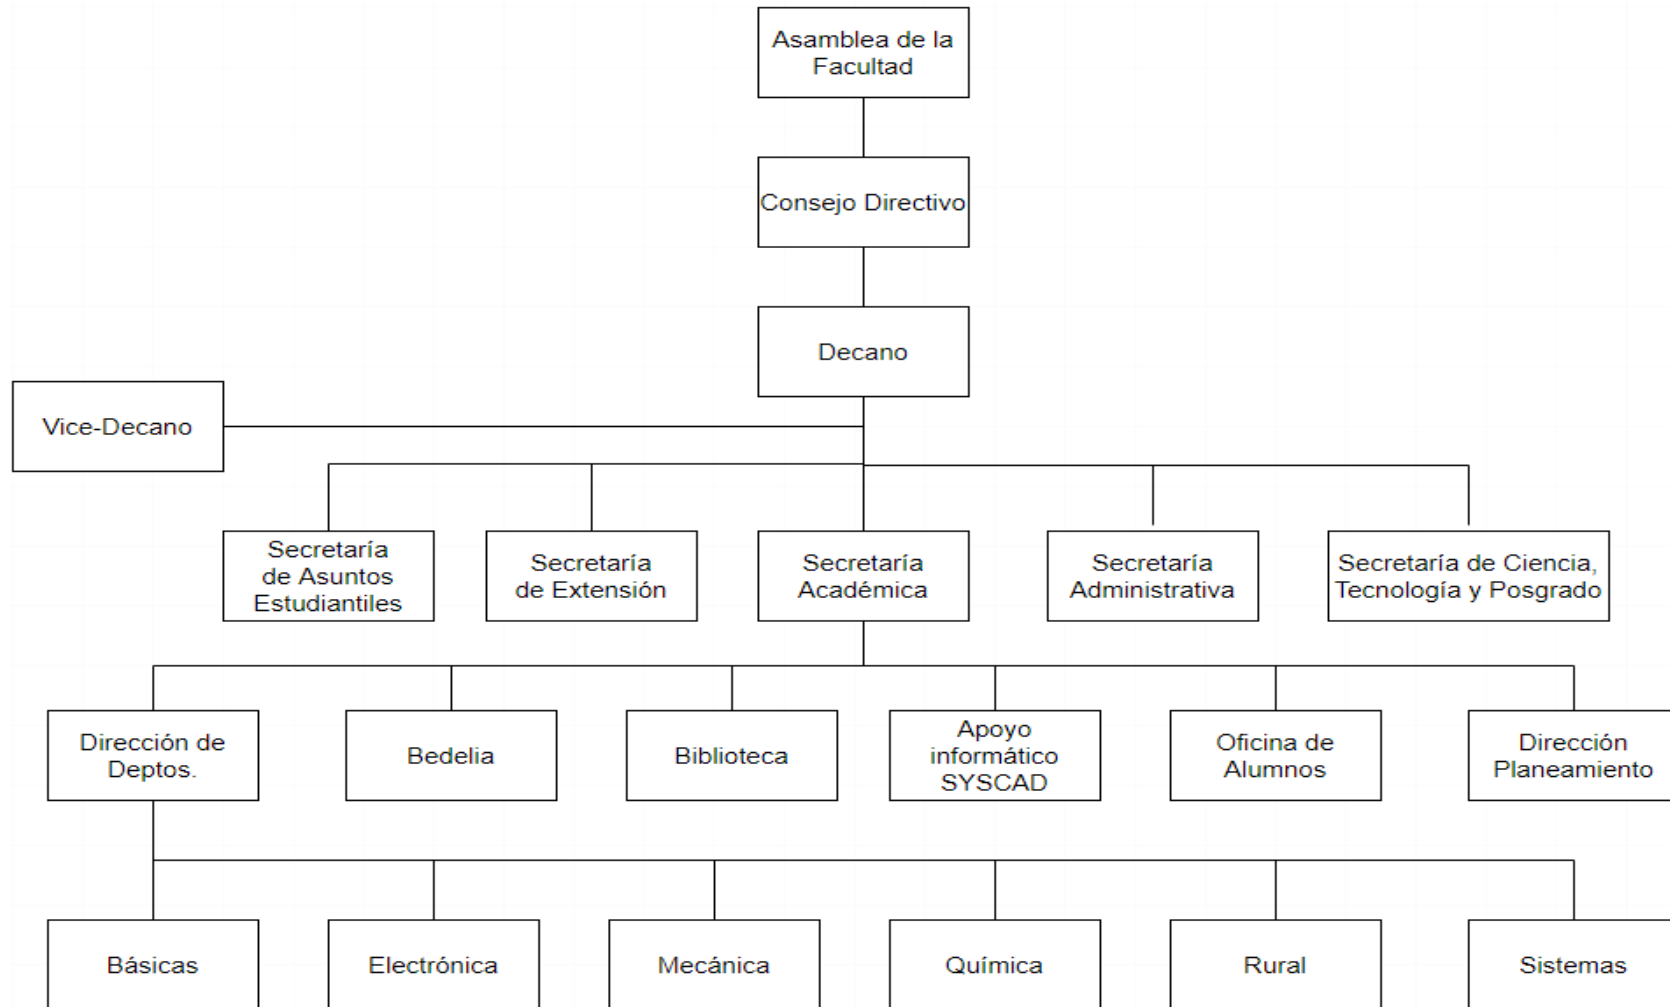 Asamblea de la
Facultad
Consejo Directivo
Decano
Vice-Decano
Secretaría
de Asuntos
Estudiantiles
Secretaría
de Extensión
Secretaría
Académica
Secretaría
Administrativa
Secretaría de Ciencia,
Tecnología y Posgrado
Dirección de
Deptos.
Bedelia
Biblioteca
Apoyo
informático
SYSCAD
Oficina de
Alumnos
Dirección
Planeamiento
Básicas
Electrónica
Mecánica
Química
Rural
Sistemas